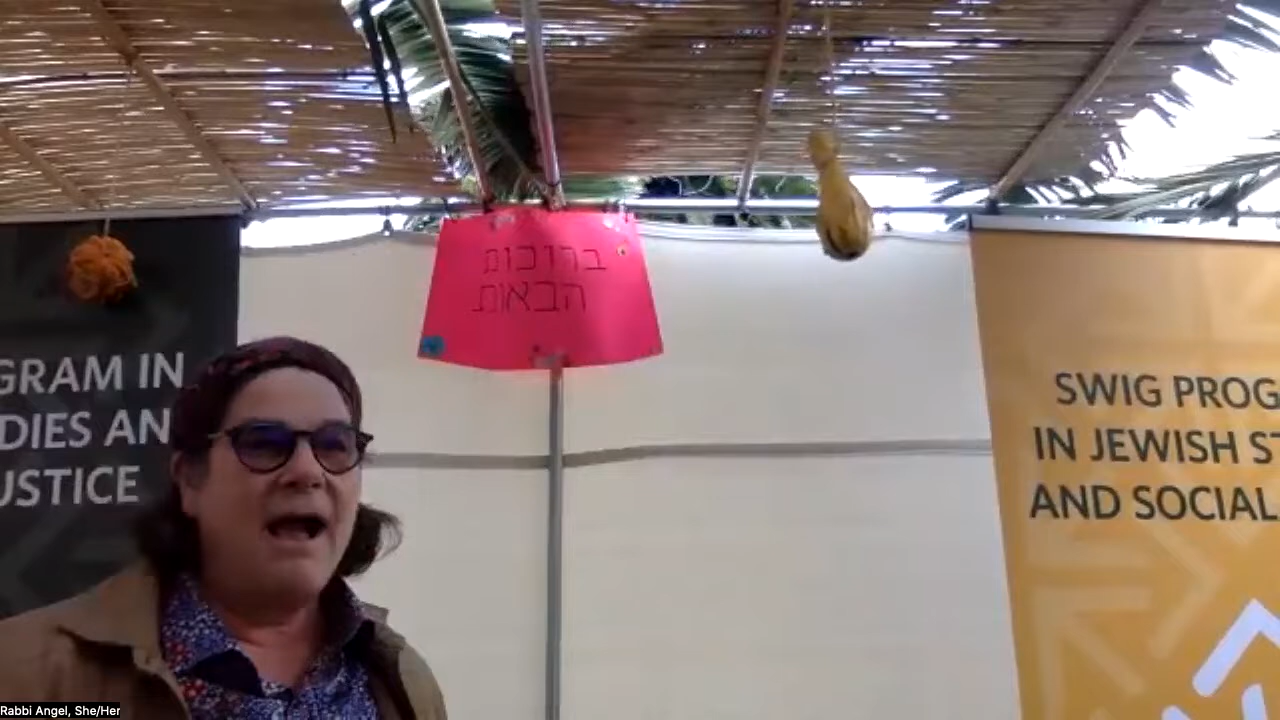 ברוכות
הבאות
GRAM IN
DIES AN
USTICE
SWIG PROG
IN JEWISH ST
AND SOCIAL
Rabbi Angel, She/Her